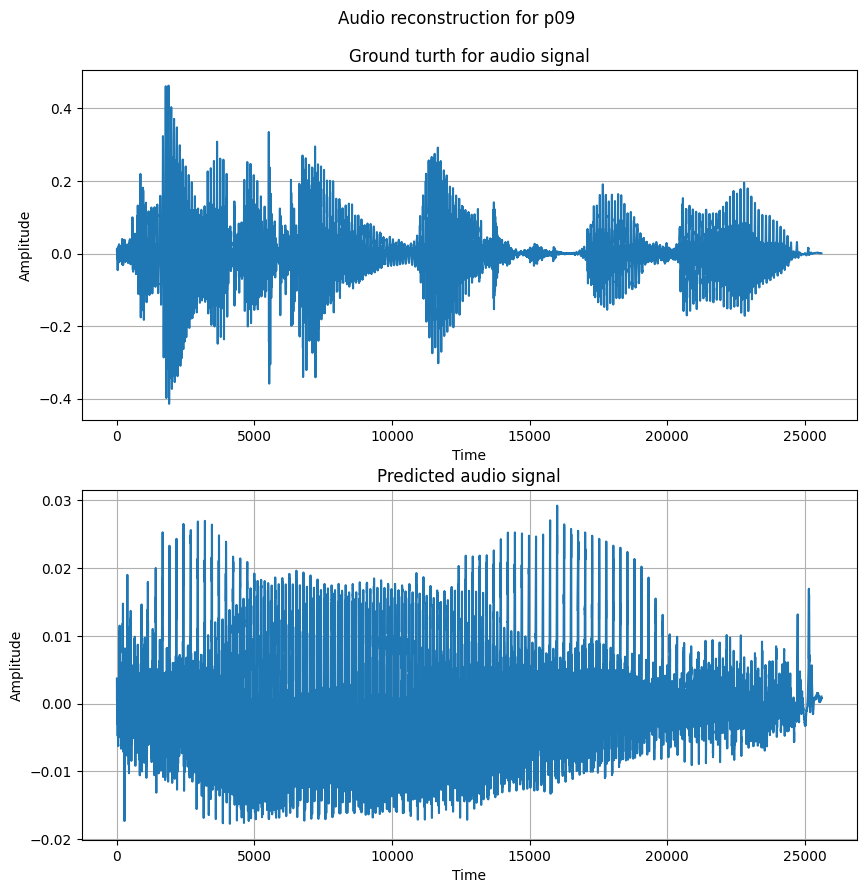 Audio reconstruction for p09
Ground turth for audio signal
0.4
0.2
0.0
−0.2
−0.4
Amplitude
0 5000 10000 15000 20000 25000
Time
Predicted audio signal
0.03
0.02
0.01
0.00
−0.01
−0.02
Amplitude
0 5000 10000 15000 20000 25000
Time